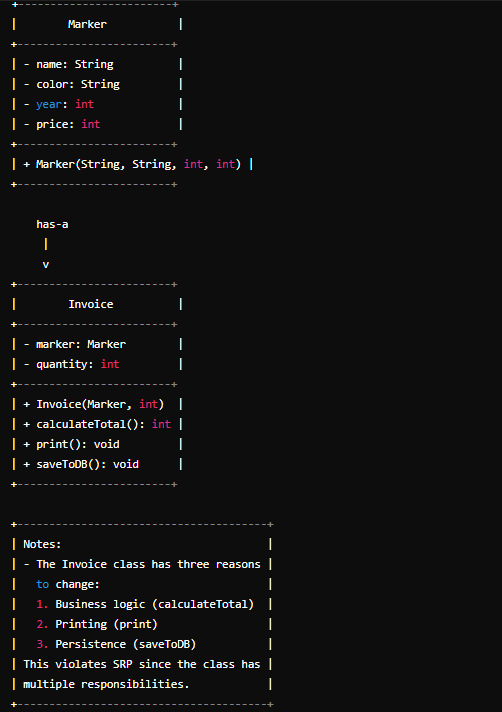 +------------------------+
|        Marker           |
+------------------------+
| - name: String          |
| - color: String         |
| - year: int             |
| - price: int            |
+------------------------+
| + Marker(String, String, int, int) |
+------------------------+
has-a
|
v
+------------------------+
|        Invoice          |
+------------------------+
| - marker: Marker        |
| - quantity: int         |
+------------------------+
| + Invoice(Marker, int)  |
| + calculateTotal(): int |
| + print(): void         |
| + saveToDB(): void      |
+------------------------+
+---------------------------------------+
| Notes:                                |
| - The Invoice class has three reasons |
|   to change:                          |
|   1. Business logic (calculateTotal)  |
|   2. Printing (print)                 |
|   3. Persistence (saveToDB)           |
| This violates SRP since the class has |
| multiple responsibilities.            |
+---------------------------------------+